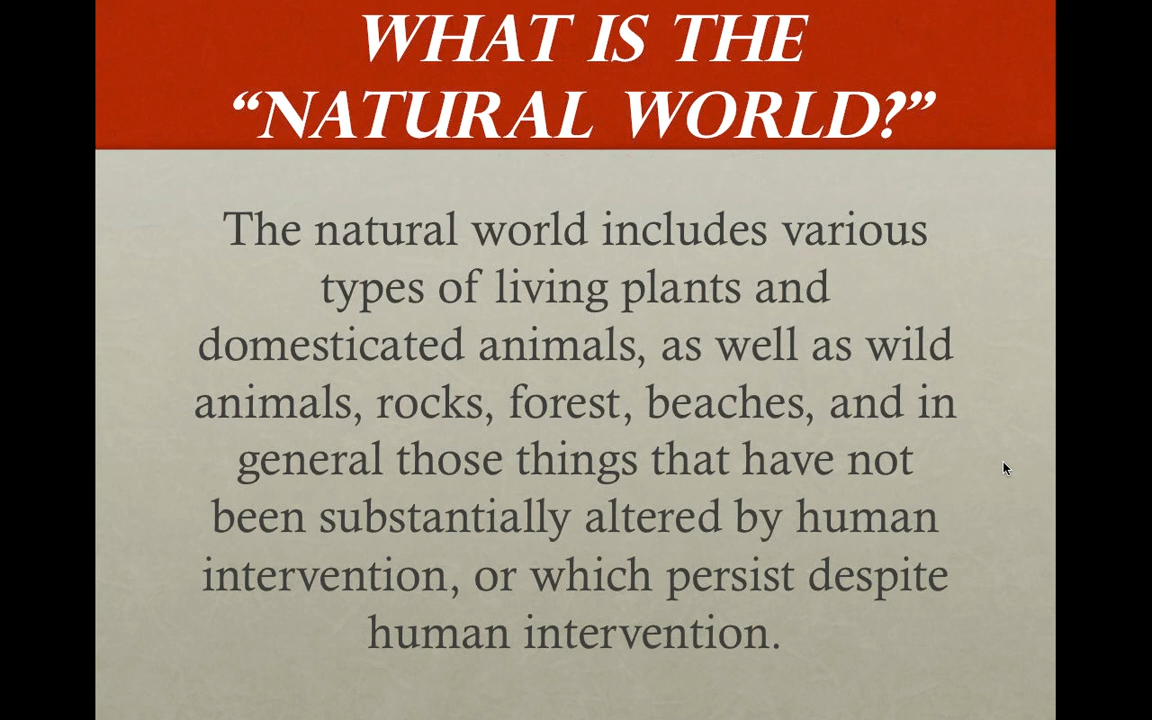 WHAT IS THE
“NATURAL WORLD?”
The natural world includes various
types of living plants and
domesticated animals, as well as wild
animals, rocks, forest, beaches, and in
general those things that have not
been substantially altered by human
intervention, or which persist despite
human intervention.